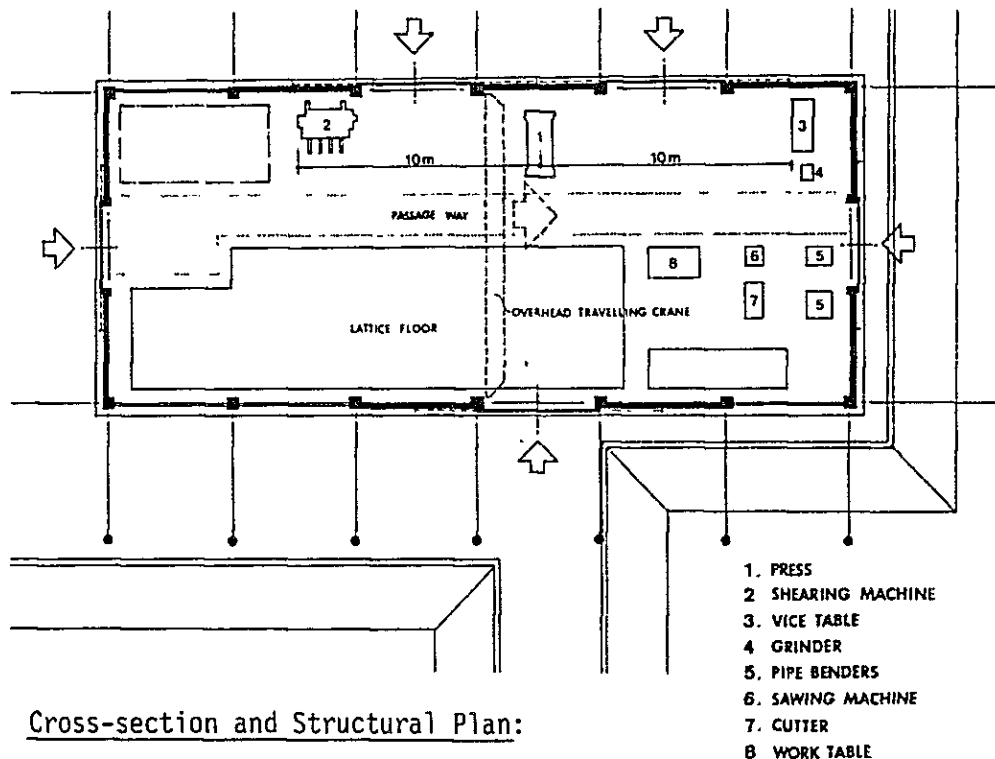 2
1
3
10m
10m
4
PASSAGE WAY
8
6
5
7
5
OVERHEAD TRAVELLING CRANE
LATTICE FLOOR
1. PRESS
2 SHEARING MACHINE
3. VICE TABLE
4 GRINDER
5. PIPE BENDERS
6. SAWING MACHINE
7. CUTTER
8 WORK TABLE
Cross-section and Structural Plan: